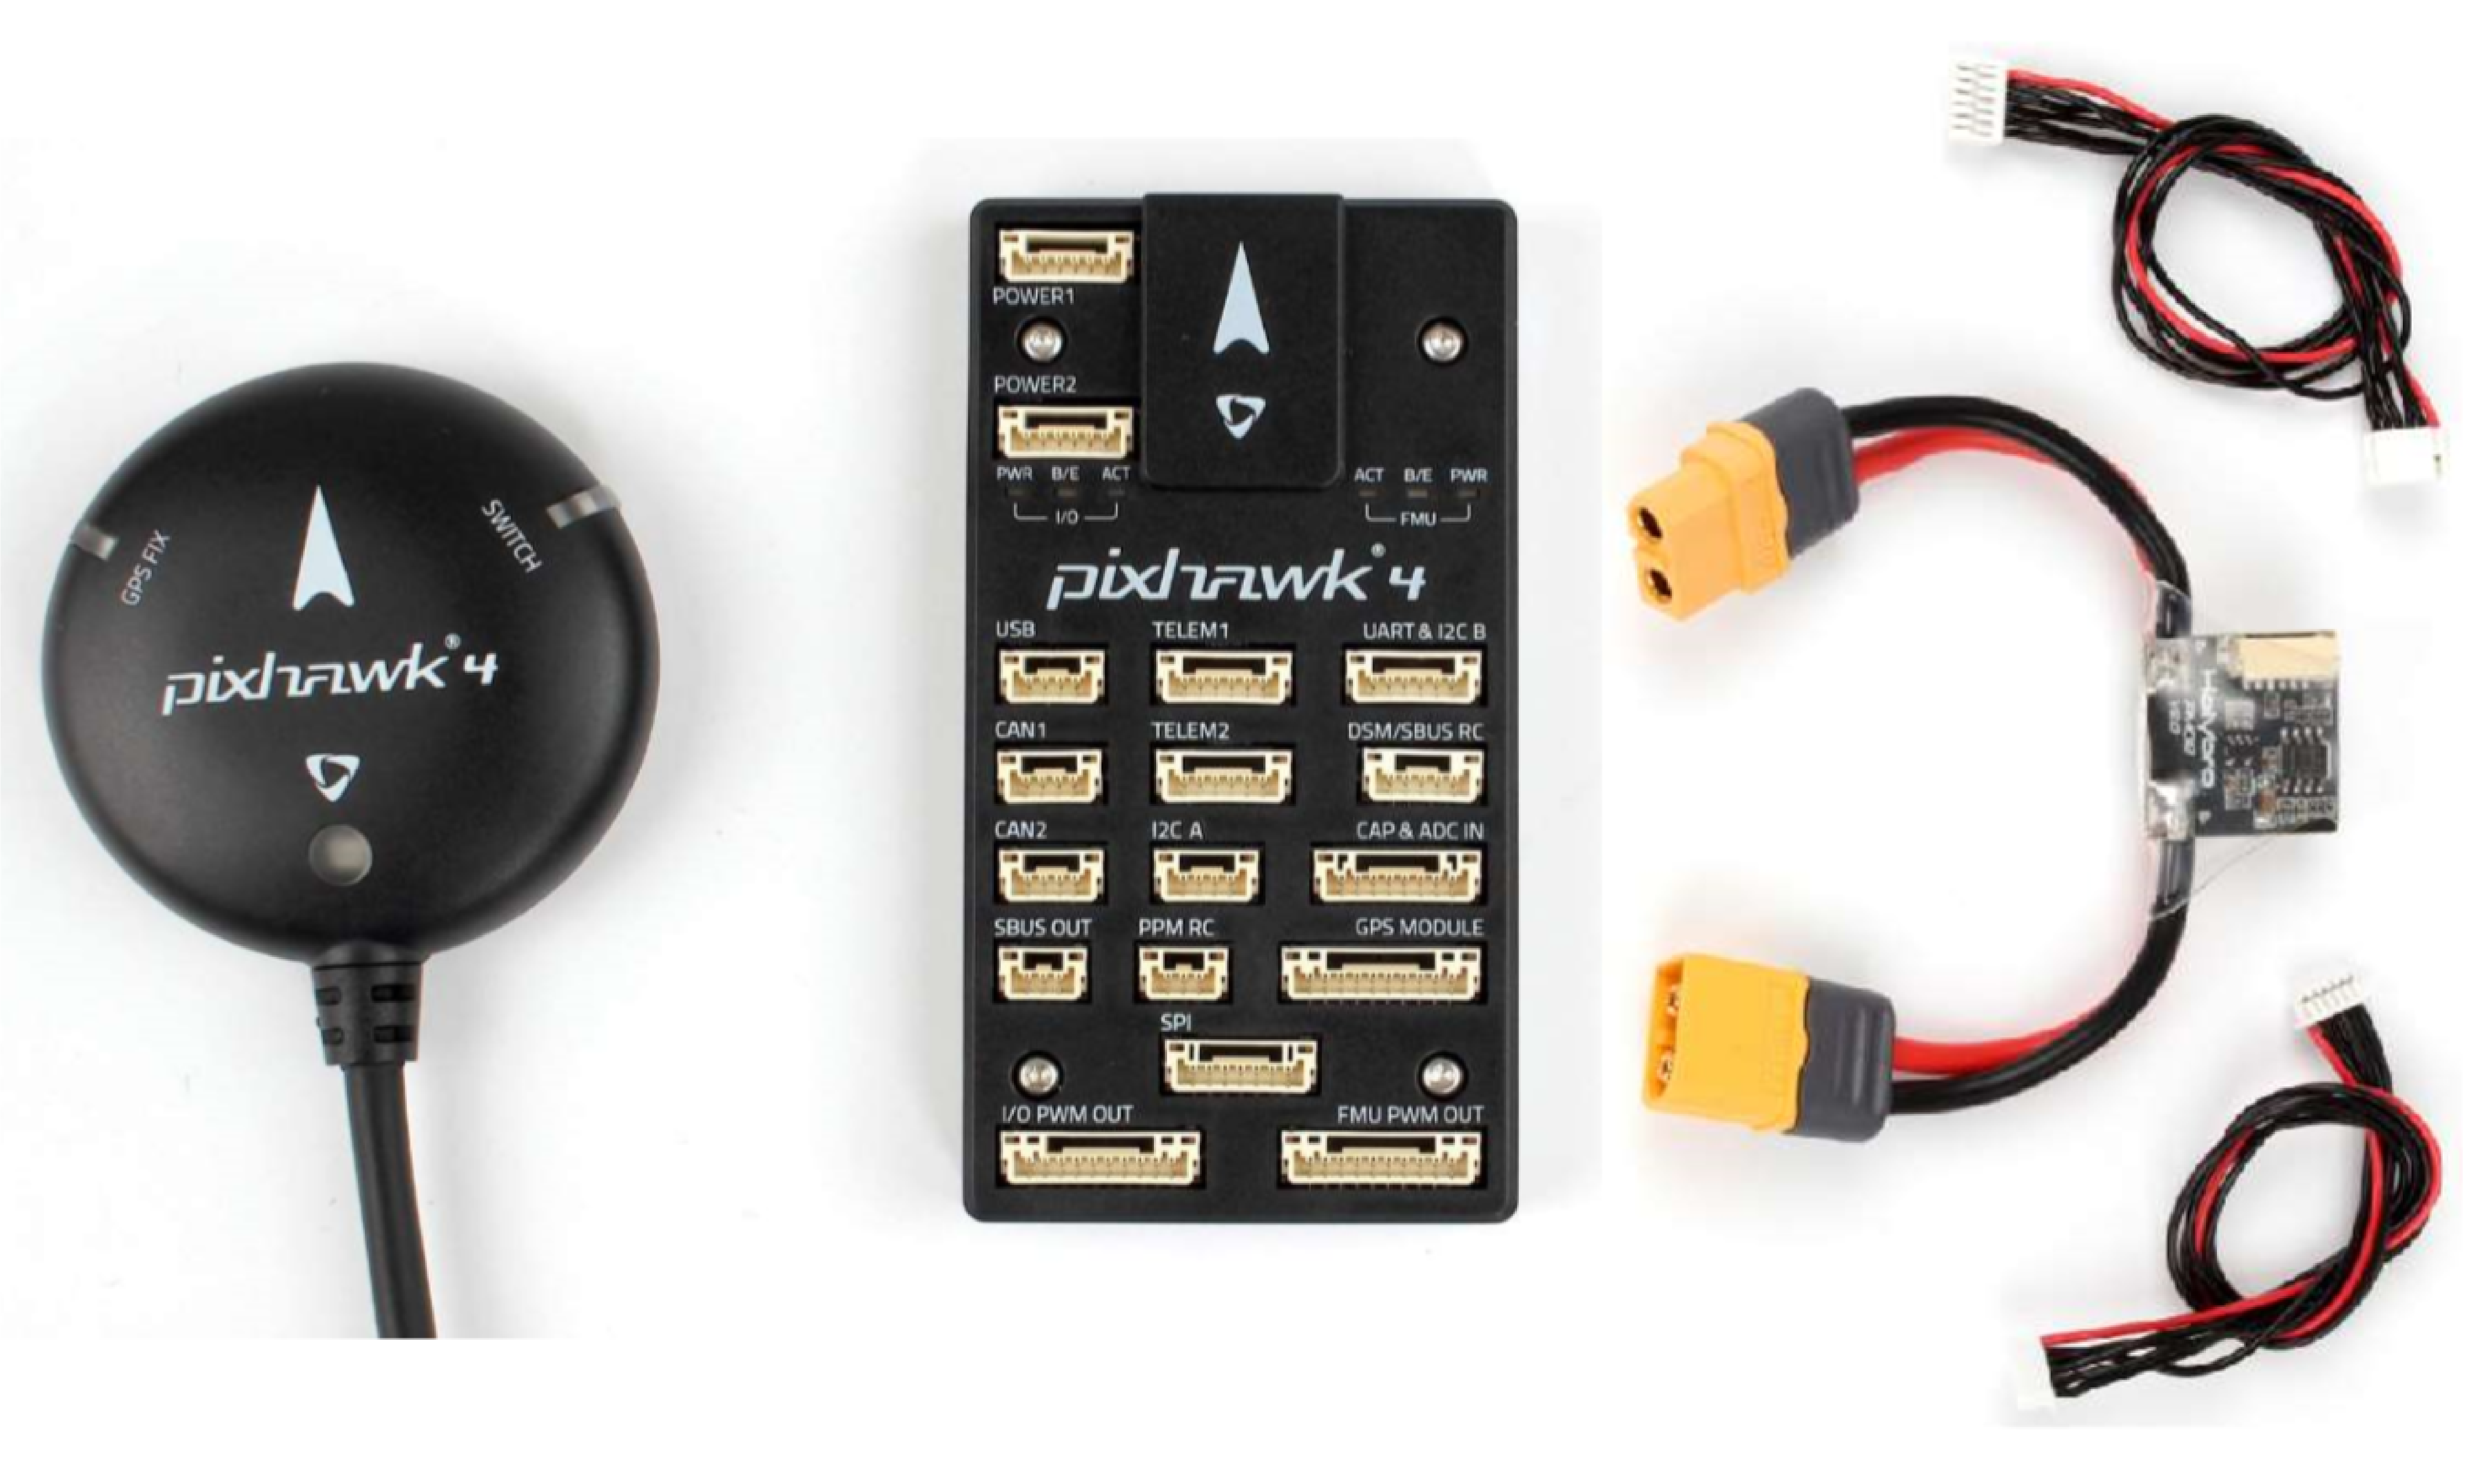 GPS FIX
SWITCH
pixhawk® 4
POWER1
POWER2
PWR B/E ACT
I/O
ACT B/E PWR
FMU
pixhawk® 4
USB TELEM1 UART & I2C B
CAN1 TELEM2 DSM/SBUS RC
CAN2 I2C A CAP & ADC IN
SBUS OUT PPM RC GPS MODULE
SPI
I/O PWM OUT FMU PWM OUT
Holybro